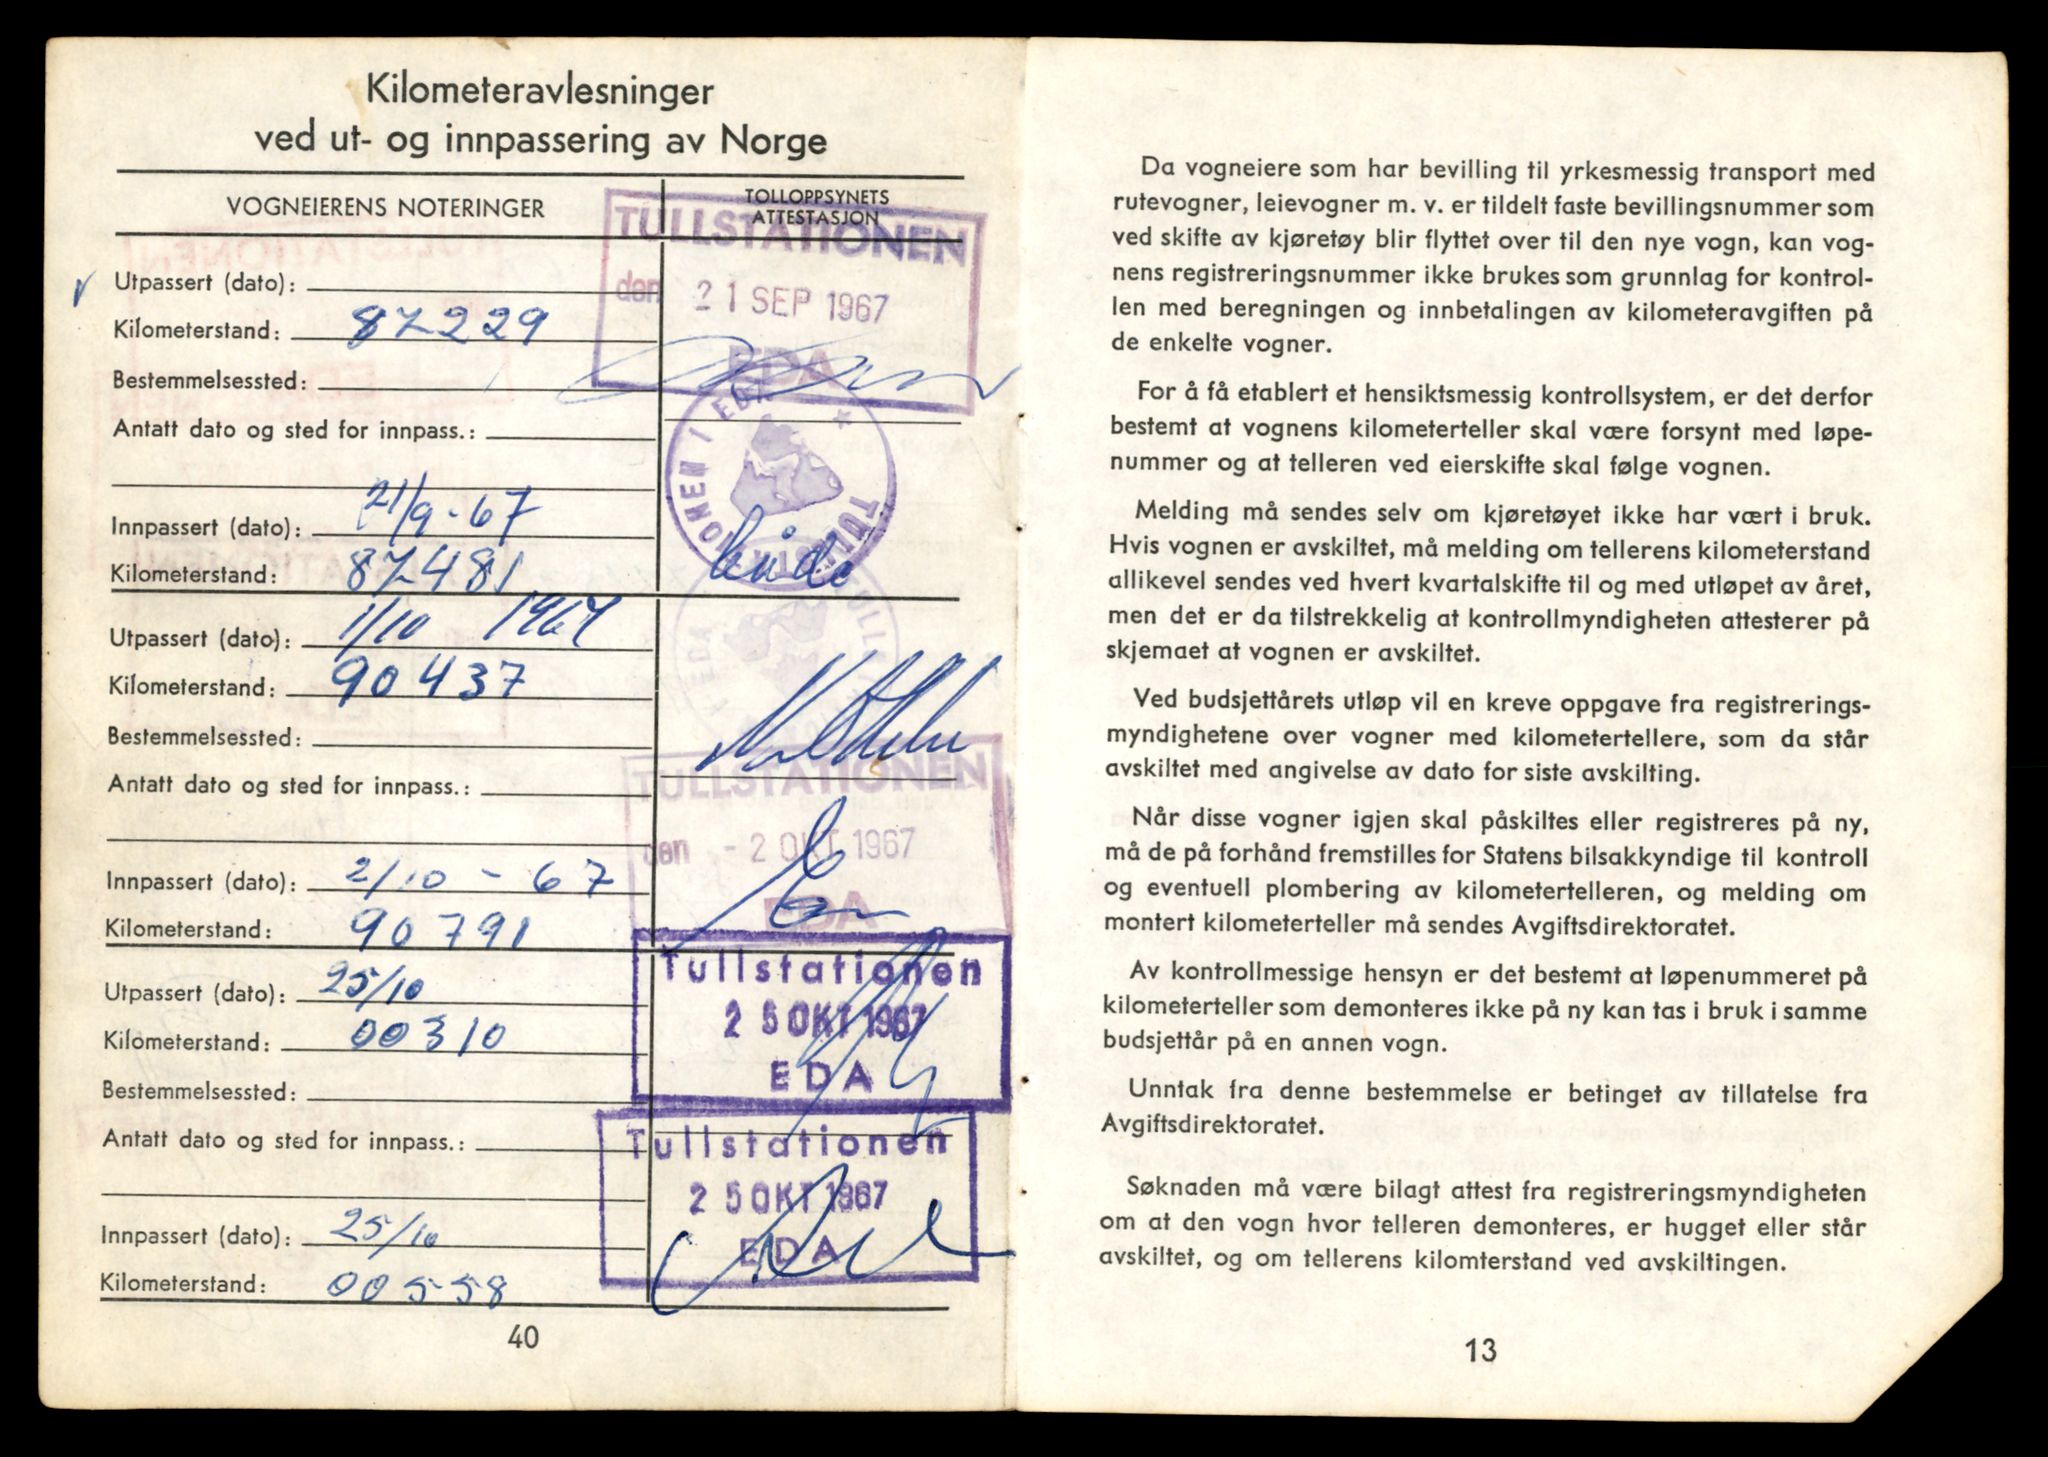 Kilometeravlesninger
ved ut- og innpassering av Norge
VOGNEIERENS NOTERINGER
TOLLOPPSYNETS
ATTESTASJON
TULLSTATIONEN
den 21 SEP 1967
EDA
Utpassert (dato):
Kilometerstand: 87229
Bestemmelsessted:
Antatt dato og sted for innpass.:
TULLSTATIONEN I EDA
Innpassert (dato): 21/9-67
Kilometerstand: 87481
Utpassert (dato): 1/10 1967
Kilometerstand: 90437
Bestemmelsessted:
Antatt dato og sted for innpass.:
TULLSTATIONEN
den - 2 OKT 1967
EDA
Innpassert (dato): 2/10 - 67
Kilometerstand: 90791
Utpassert (dato): 25/10
Kilometerstand: 00310
Bestemmelsessted:
Antatt dato og sted for innpass.:
Tullstationen
25 OKT 1967
EDA
Tullstationen
25 OKT 1967
EDA
Innpassert (dato): 25/10
Kilometerstand: 00558
40
Da vogneiere som har bevilling til yrkesmessig transport med
rutevogner, leievogner m. v. er tildelt faste bevillingsnummer som
ved skifte av kjøretøy blir flyttet over til den nye vogn, kan vog-
nens registreringsnummer ikke brukes som grunnlag for kontrol-
len med beregningen og innbetalingen av kilometeravgiften på
de enkelte vogner.
For å få etablert et hensiktsmessig kontrollsystem, er det derfor
bestemt at vognens kilometerteller skal være forsynt med løpe-
nummer og at telleren ved eierskifte skal følge vognen.
Melding må sendes selv om kjøretøyet ikke har vært i bruk.
Hvis vognen er avskiltet, må melding om tellerens kilometerstand
allikevel sendes ved hvert kvartalskifte til og med utløpet av året,
men det er da tilstrekkelig at kontrollmyndigheten attesterer på
skjemaet at vognen er avskiltet.
Ved budsjettårets utløp vil en kreve oppgave fra registrerings-
myndighetene over vogner med kilometertellere, som da står
avskiltet med angivelse av dato for siste avskilting.
Når disse vogner igjen skal påskiltes eller registreres på ny,
må de på forhånd fremstilles for Statens bilsakkyndige til kontroll
og eventuell plombering av kilometertelleren, og melding om
montert kilometerteller må sendes Avgiftsdirektoratet.
Av kontrollmessige hensyn er det bestemt at løpenummeret på
kilometerteller som demonteres ikke på ny kan tas i bruk i samme
budsjettår på en annen vogn.
Unntak fra denne bestemmelse er betinget av tillatelse fra
Avgiftsdirektoratet.
Søknaden må være bilagt attest fra registreringsmyndigheten
om at den vogn hvor telleren demonteres, er hugget eller står
avskiltet, og om tellerens kilomterstand ved avskiltingen.
13